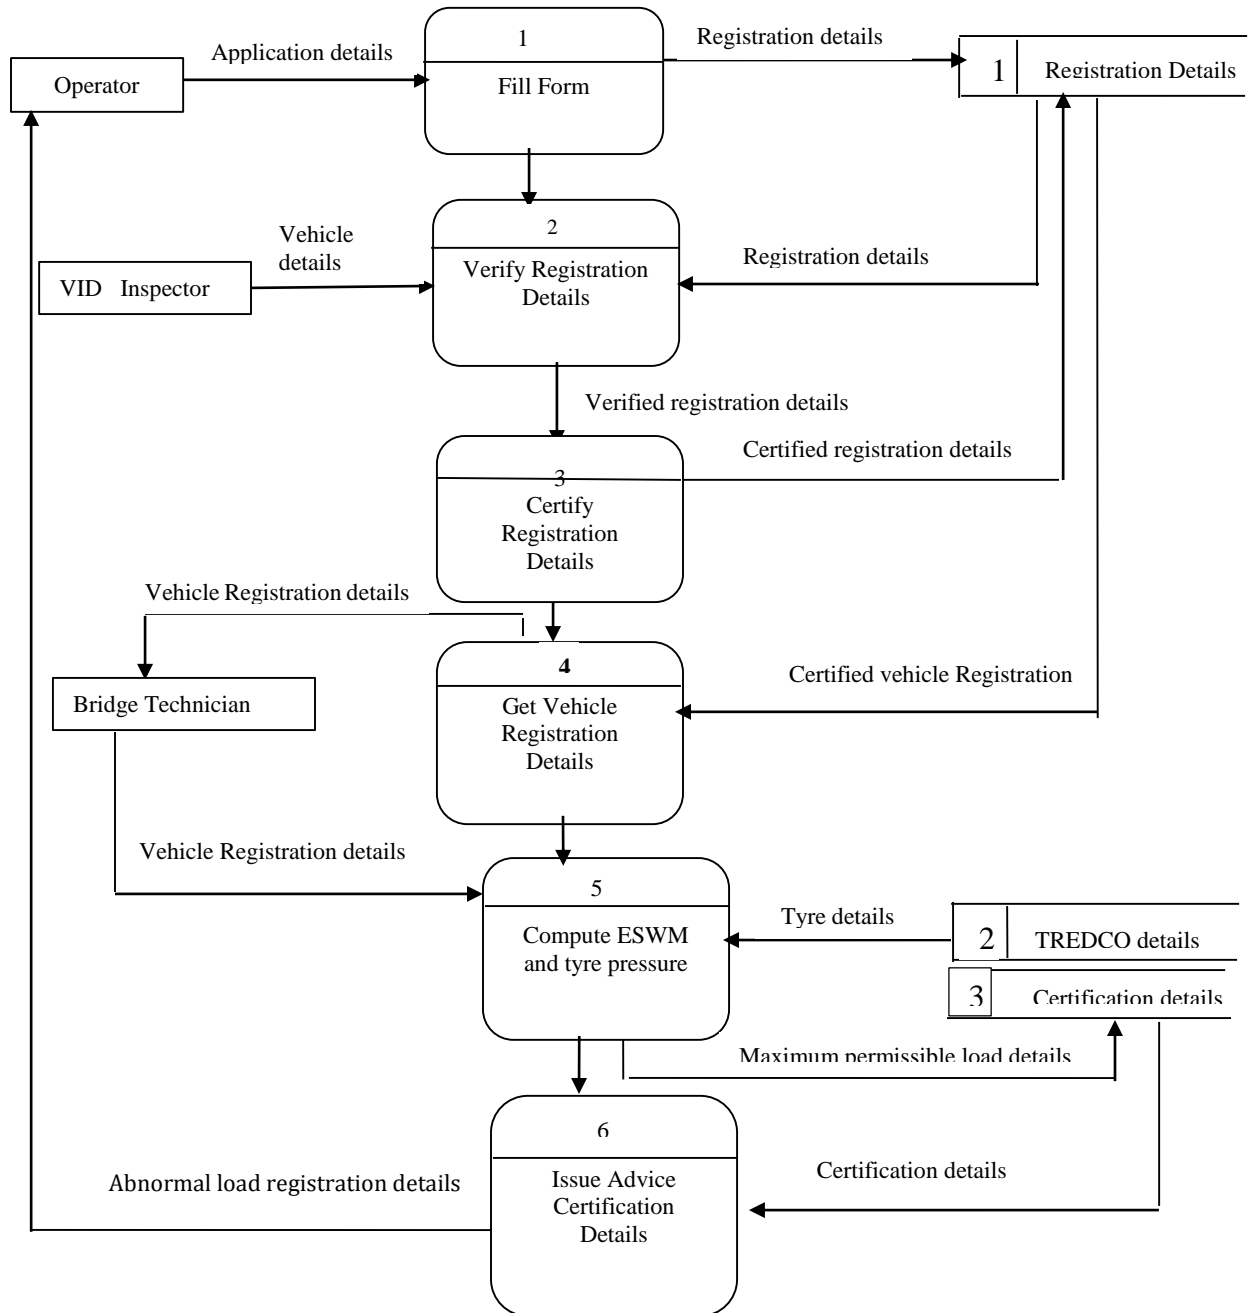 1
Registration details
Application details
1
Registration Details
Operator
Fill Form
2
Vehicle
details
Registration details
Verify Registration
Details
VID Inspector
Verified registration details
Certified registration details
3
Certify
Registration
Details
Vehicle Registration details
4
Certified vehicle Registration
Bridge Technician
Get Vehicle
Registration
Details
Vehicle Registration details
5
Tyre details
Compute ESWM
and tyre pressure
2
TREDCO details
3
Certification details
Maximum permissible load details
6
Certification details
Abnormal load registration details
Issue Advice
Certification
Details